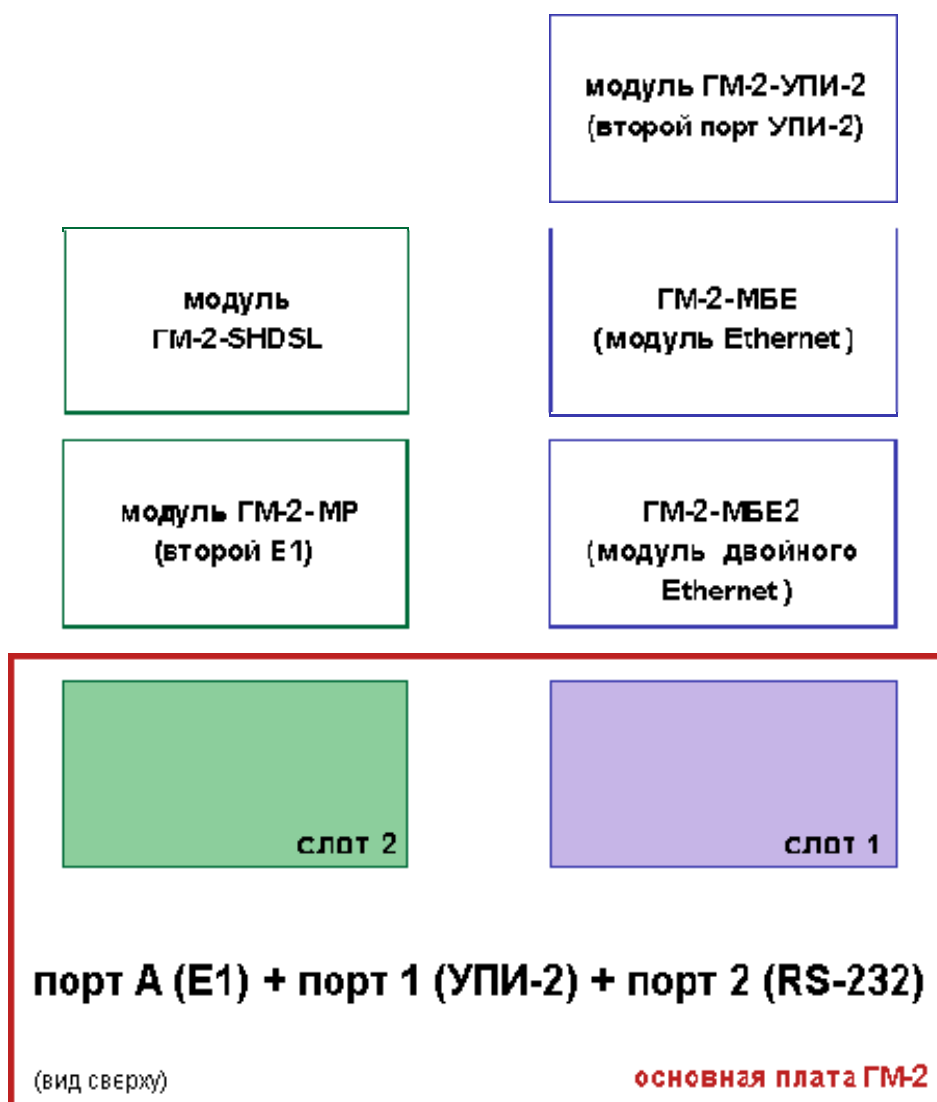 модуль ГМ-2-УПИ-2
(второй порт УПИ-2)
модуль
ГМ-2-SHDSL
ГМ-2-МБЕ
(модуль Ethernet)
модуль ГМ-2-МР
(второй E1)
ГМ-2-МБЕ2
(модуль двойного
Ethernet)
слот 2
слот 1
порт А (E1) + порт 1 (УПИ-2) + порт 2 (RS-232)
(вид сверху)
основная плата ГМ-2